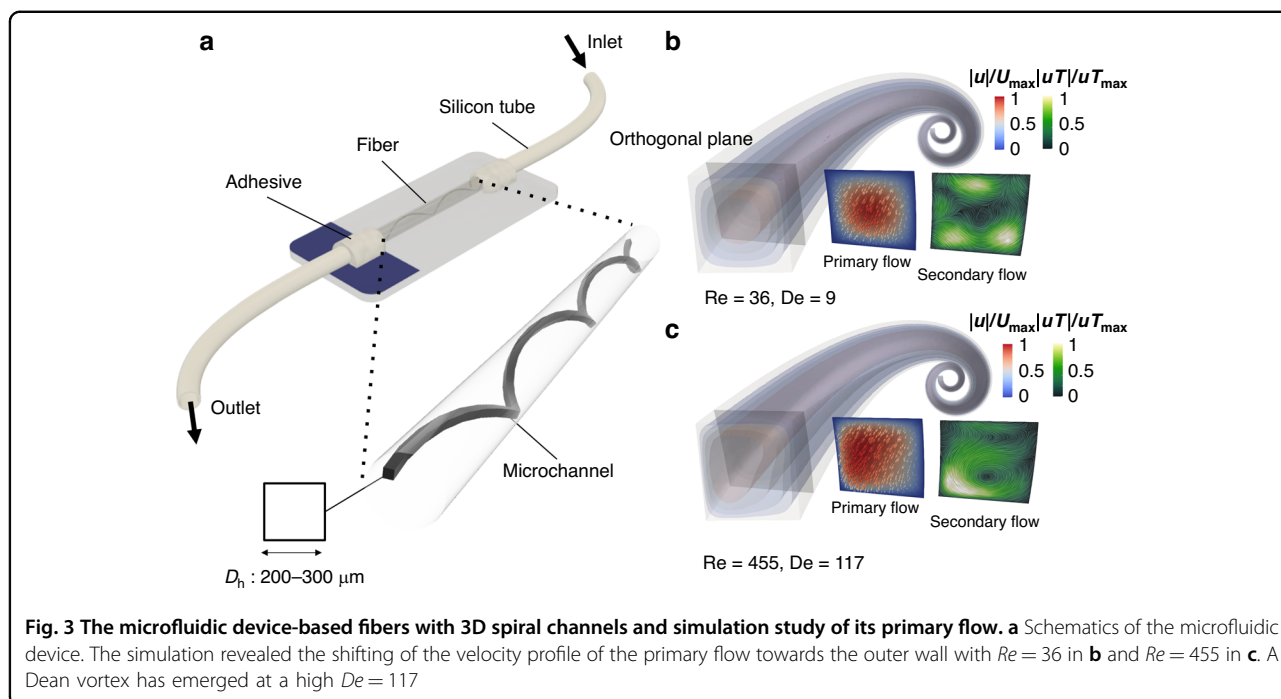 a
Inlet
Silicon tube
Fiber
Adhesive
Outlet
Microchannel
D_h : 200–300 μm
b
|u|/U_max |uT|/uT_max
1 1
0.5 0.5
0 0
Orthogonal plane
Primary flow
Secondary flow
Re = 36, De = 9
c
|u|/U_max |uT|/uT_max
1 1
0.5 0.5
0 0
Primary flow
Secondary flow
Re = 455, De = 117
Fig. 3 The microfluidic device-based fibers with 3D spiral channels and simulation study of its primary flow. a Schematics of the microfluidic
device. The simulation revealed the shifting of the velocity profile of the primary flow towards the outer wall with Re = 36 in b and Re = 455 in c. A
Dean vortex has emerged at a high De = 117